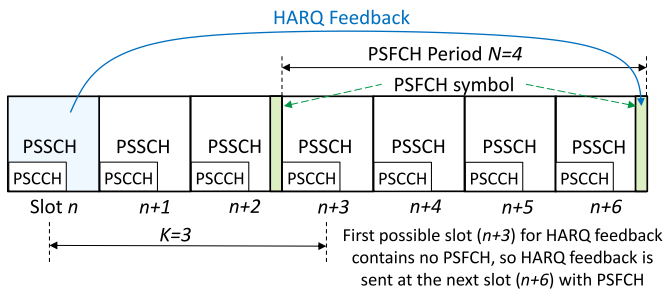 HARQ Feedback
PSFCH Period N=4
PSFCH symbol
PSSCH PSSCH PSSCH PSSCH PSSCH PSSCH PSSCH
PSCCH PSCCH PSCCH PSCCH PSCCH PSCCH PSCCH
Slot n n+1 n+2 n+3 n+4 n+5 n+6
K=3
First possible slot (n+3) for HARQ feedback
contains no PSFCH, so HARQ feedback is
sent at the next slot (n+6) with PSFCH